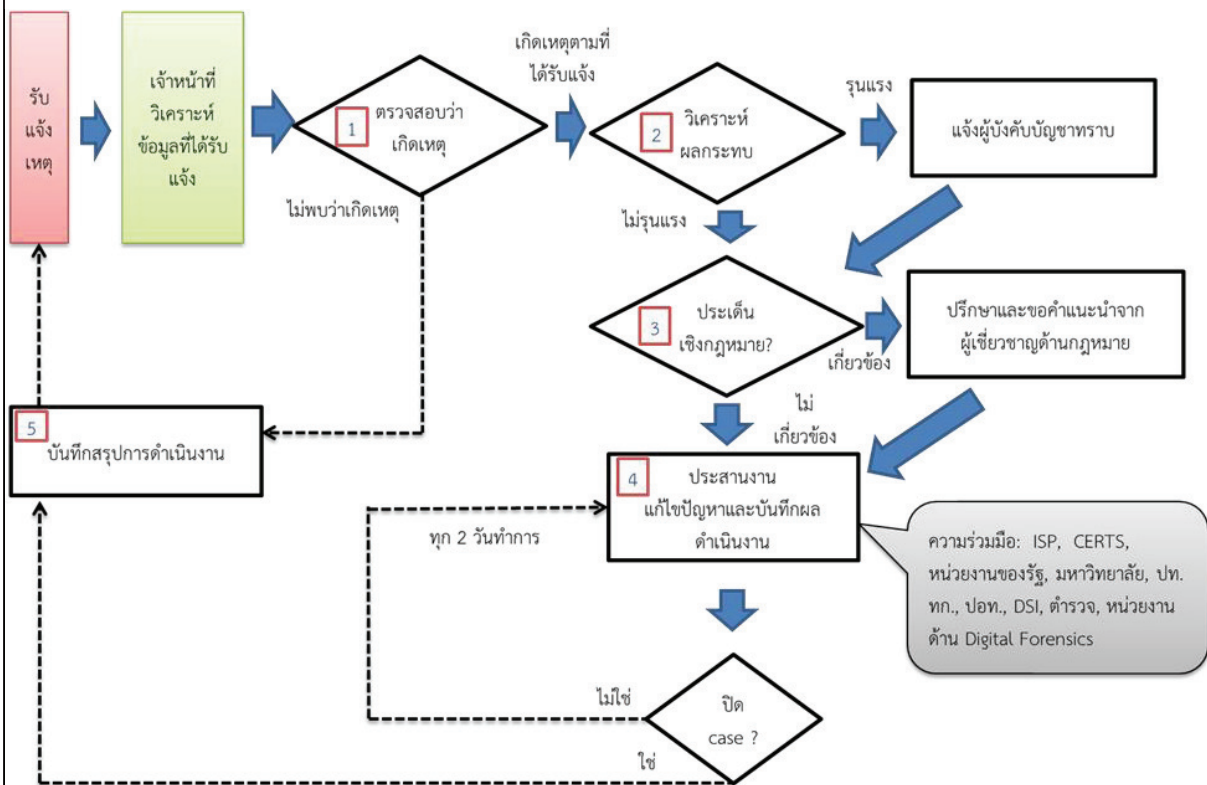 รับ
แจ้ง
เหตุ
เจ้าหน้าที่
วิเคราะห์
ข้อมูลที่ได้รับ
แจ้ง
1
ตรวจสอบว่า
เกิดเหตุ
เกิดเหตุตามที่
ได้รับแจ้ง
2
วิเคราะห์
ผลกระทบ
รุนแรง
แจ้งผู้บังคับบัญชาทราบ
ไม่พบว่าเกิดเหตุ
ไม่รุนแรง
3
ประเด็น
เชิงกฎหมาย?
เกี่ยวข้อง
ปรึกษาและขอคำแนะนำจาก
ผู้เชี่ยวชาญด้านกฎหมาย
ไม่
เกี่ยวข้อง
5
บันทึกสรุปการดำเนินงาน
4
ประสานงาน
แก้ไขปัญหาและบันทึกผล
ดำเนินงาน
ทุก 2 วันทำการ
ความร่วมมือ: ISP, CERTS,
หน่วยงานของรัฐ, มหาวิทยาลัย, ปท.
ทก., ปอท., DSI, ตำรวจ, หน่วยงาน
ด้าน Digital Forensics
ไม่ใช่
ปิด
case ?
ใช่